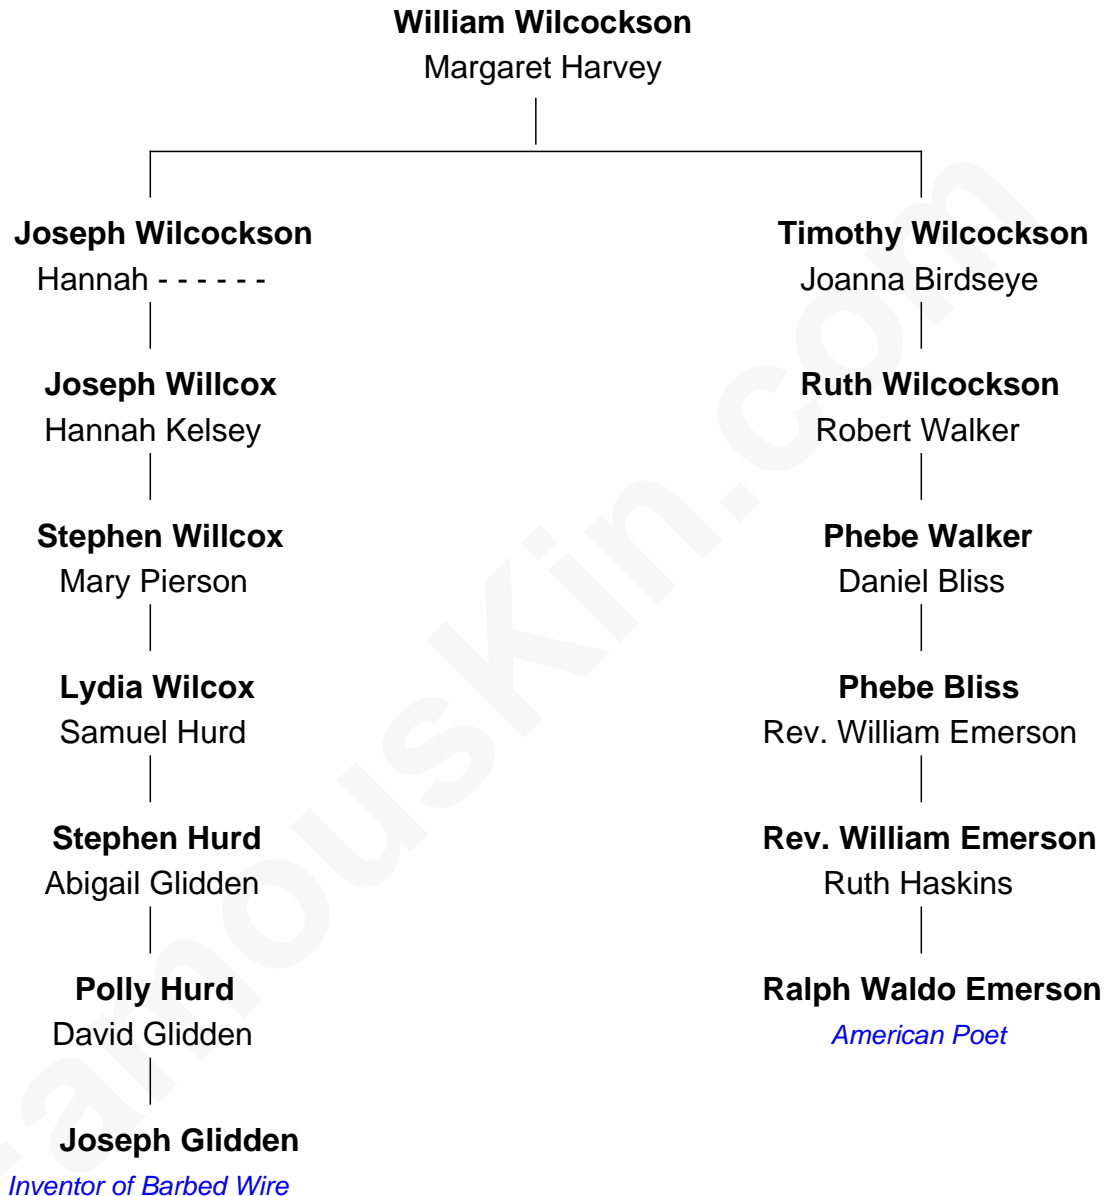 William Wilcockson
Margaret Harvey
Joseph Wilcockson
Hannah - - - - - -
Joseph Willcox
Hannah Kelsey
Stephen Willcox
Mary Pierson
Lydia Wilcox
Samuel Hurd
Stephen Hurd
Abigail Glidden
Polly Hurd
David Glidden
Joseph Glidden
Inventor of Barbed Wire
Timothy Wilcockson
Joanna Birdseye
Ruth Wilcockson
Robert Walker
Phebe Walker
Daniel Bliss
Phebe Bliss
Rev. William Emerson
Rev. William Emerson
Ruth Haskins
Ralph Waldo Emerson
American Poet
FamousKin.com